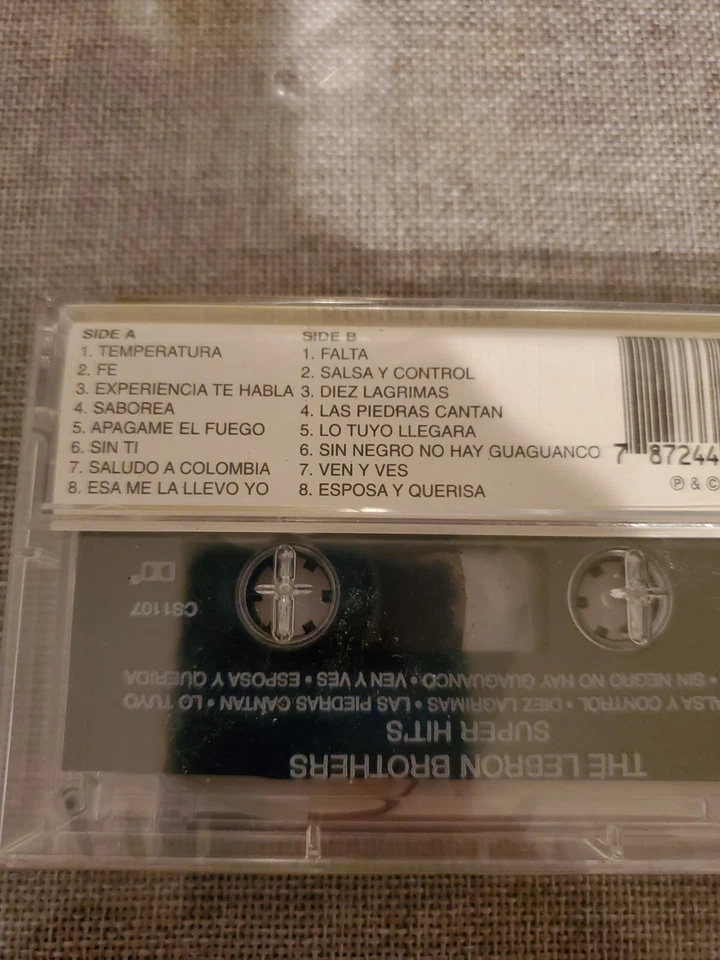 SIDE A
1. TEMPERATURA
2. FE
3. EXPERIENCIA TE HABLA
4. SABOREA
5. APAGAME EL FUEGO
6. SIN TI
7. SALUDO A COLOMBIA
8. ESA ME LA LLEVO YO
SIDE B
1. FALTA
2. SALSA Y CONTROL
3. DIEZ LAGRIMAS
4. LAS PIEDRAS CANTAN
5. LO TUYO LLEGARA
6. SIN NEGRO NO HAY GUAGUANCO
7. VEN Y VES
8. ESPOSA Y QUERISA
7 87244
Ⓟ & ©
THE LEBRON BROTHERS
SUPER HITS
ALSA Y CONTROL • DIEZ LAGRIMAS • LAS PIEDRAS CANTAN • LO TUYO
• SIN NEGRO NO HAY GUAGUANCO • VEN Y VES • ESPOSA Y QUERIDA
CS1107